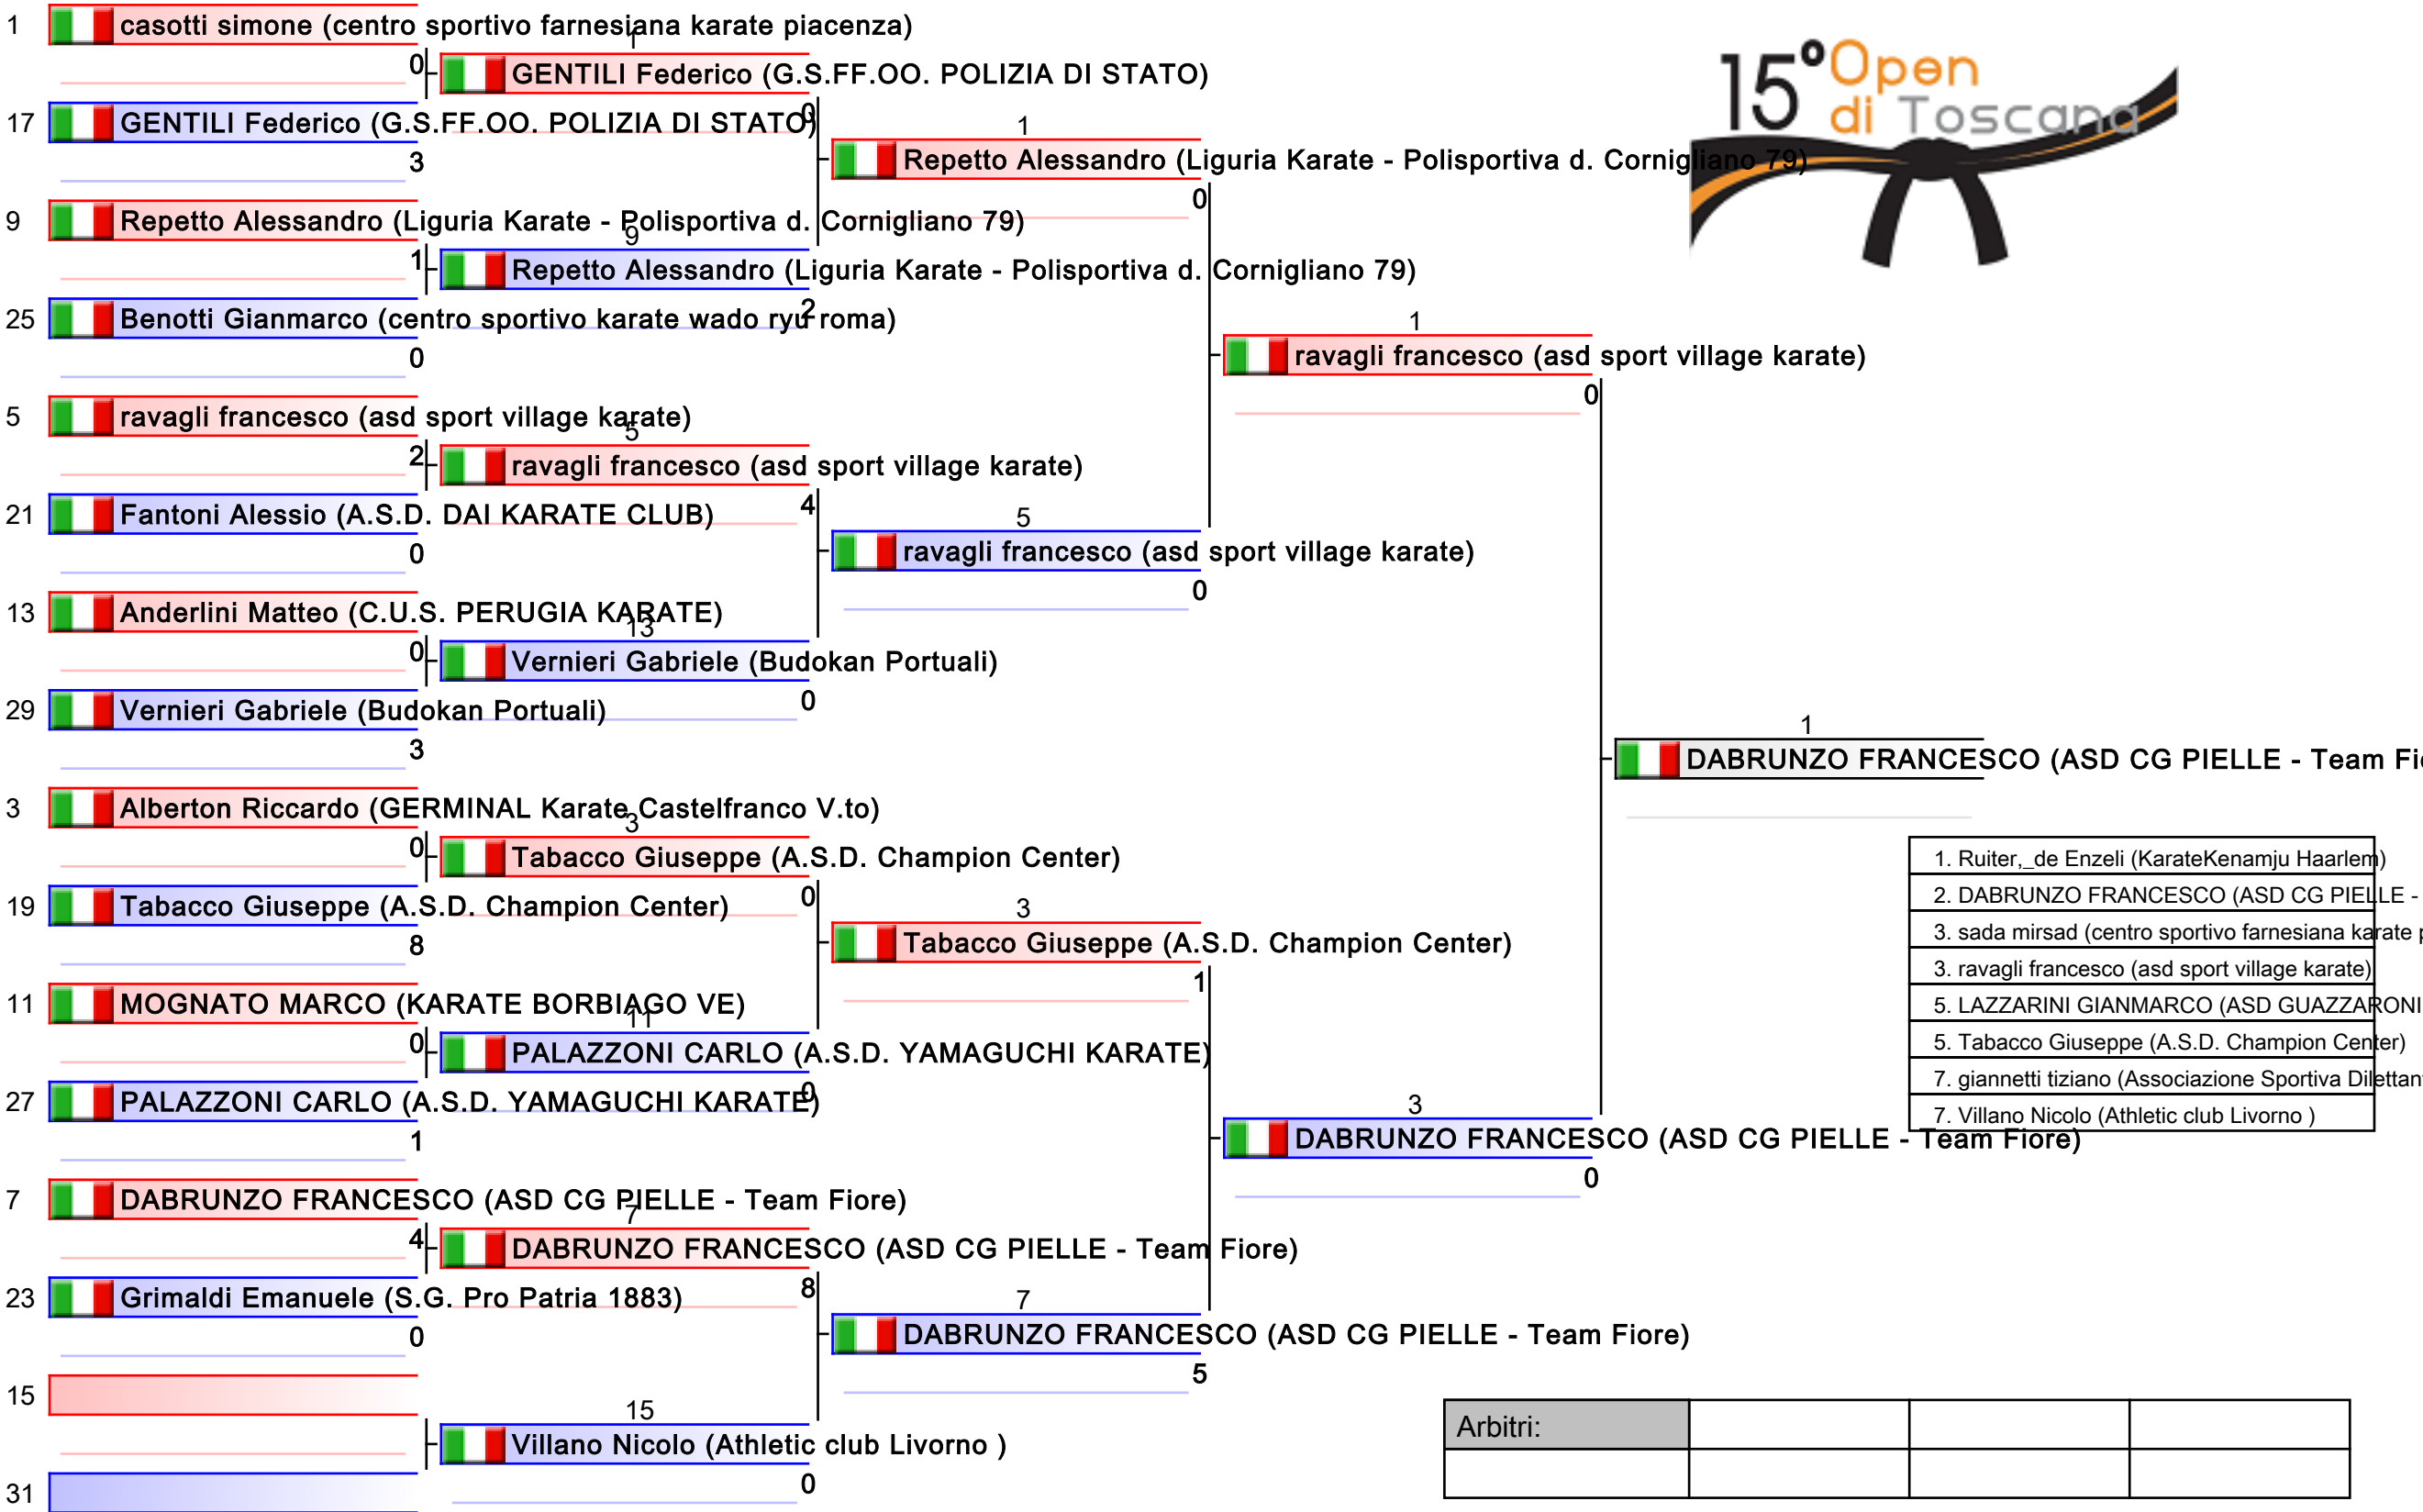 1 casotti simone (centro sportivo farnesiana karate piacenza)
0
17 GENTILI Federico (G.S.FF.OO. POLIZIA DI STATO)
3
9 Repetto Alessandro (Liguria Karate - Polisportiva d. Cornigliano 79)
1
25 Benotti Gianmarco (centro sportivo karate wado ryu roma)
0
5 ravagli francesco (asd sport village karate)
2
21 Fantoni Alessio (A.S.D. DAI KARATE CLUB)
0
13 Anderlini Matteo (C.U.S. PERUGIA KARATE)
0
29 Vernieri Gabriele (Budokan Portuali)
3
3 Alberton Riccardo (GERMINAL Karate Castelfranco V.to)
0
19 Tabacco Giuseppe (A.S.D. Champion Center)
8
11 MOGNATO MARCO (KARATE BORBIAGO VE)
0
27 PALAZZONI CARLO (A.S.D. YAMAGUCHI KARATE)
1
7 DABRUNZO FRANCESCO (ASD CG PIELLE - Team Fiore)
4
23 Grimaldi Emanuele (S.G. Pro Patria 1883)
0
15
31
1
GENTILI Federico (G.S.FF.OO. POLIZIA DI STATO)
0
9
Repetto Alessandro (Liguria Karate - Polisportiva d. Cornigliano 79)
2
5
ravagli francesco (asd sport village karate)
4
13
Vernieri Gabriele (Budokan Portuali)
0
3
Tabacco Giuseppe (A.S.D. Champion Center)
0
11
PALAZZONI CARLO (A.S.D. YAMAGUCHI KARATE)
0
7
DABRUNZO FRANCESCO (ASD CG PIELLE - Team Fiore)
8
15
Villano Nicolo (Athletic club Livorno )
0
1
Repetto Alessandro (Liguria Karate - Polisportiva d. Cornigliano 79)
0
5
ravagli francesco (asd sport village karate)
0
3
Tabacco Giuseppe (A.S.D. Champion Center)
1
7
DABRUNZO FRANCESCO (ASD CG PIELLE - Team Fiore)
5
1
ravagli francesco (asd sport village karate)
0
3
DABRUNZO FRANCESCO (ASD CG PIELLE - Team Fiore)
0
1
DABRUNZO FRANCESCO (ASD CG PIELLE - Team
15° Open
di Toscana
1. Ruiter,_de Enzeli (KarateKenamju Haarlem)
2. DABRUNZO FRANCESCO (ASD CG PIELLE -
3. sada mirsad (centro sportivo farnesiana karate
3. ravagli francesco (asd sport village karate)
5. LAZZARINI GIANMARCO (ASD GUAZZARONI
5. Tabacco Giuseppe (A.S.D. Champion Center)
7. giannetti tiziano (Associazione Sportiva
7. Villano Nicolo (Athletic club Livorno )
Arbitri: